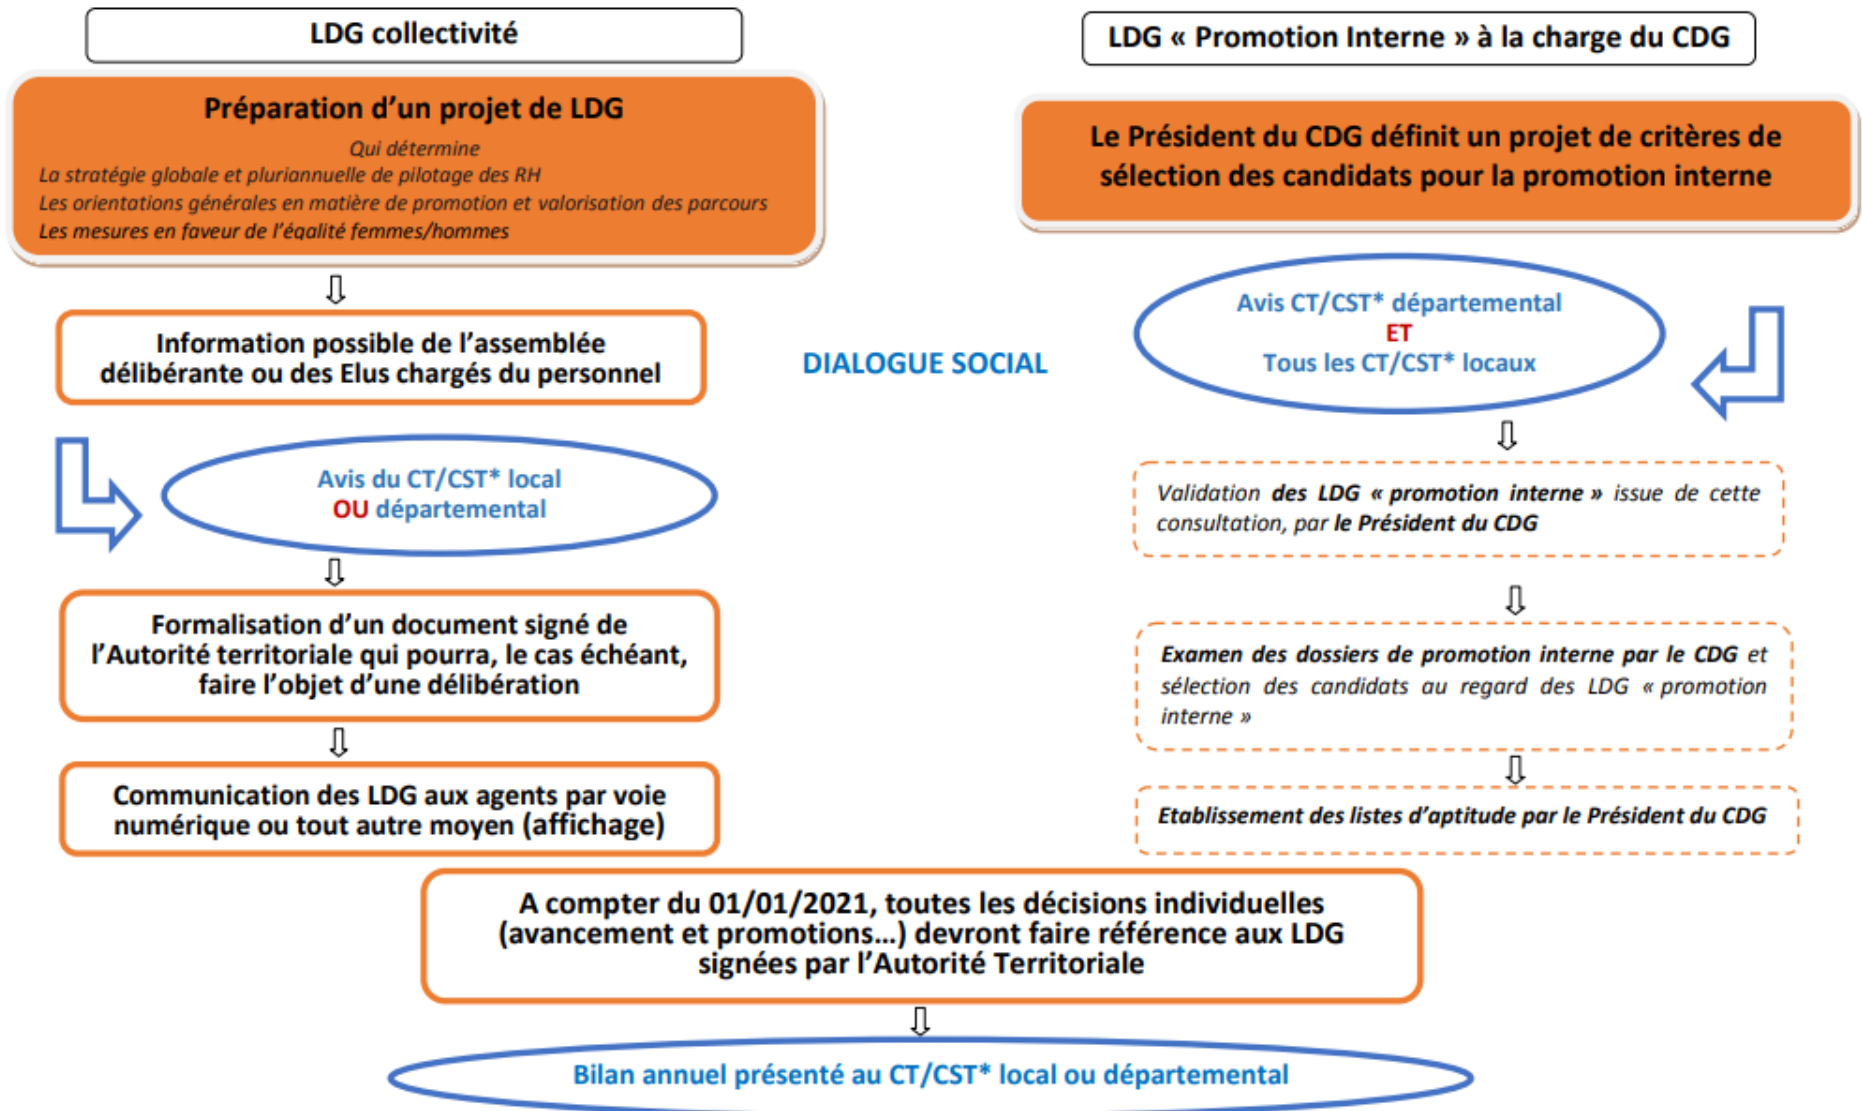 LDG collectivité
Préparation d’un projet de LDG
Qui détermine
La stratégie globale et pluriannuelle de pilotage des RH
Les orientations générales en matière de promotion et valorisation des parcours
Les mesures en faveur de l’égalité femmes/hommes
Information possible de l’assemblée
délibérante ou des Elus chargés du personnel
Avis du CT/CST* local
OU départemental
Formalisation d’un document signé de
l’Autorité territoriale qui pourra, le cas échéant,
faire l’objet d’une délibération
Communication des LDG aux agents par voie
numérique ou tout autre moyen (affichage)
DIALOGUE SOCIAL
LDG « Promotion Interne » à la charge du CDG
Le Président du CDG définit un projet de critères de
sélection des candidats pour la promotion interne
Avis CT/CST* départemental
ET
Tous les CT/CST* locaux
Validation des LDG « promotion interne » issue de cette
consultation, par le Président du CDG
Examen des dossiers de promotion interne par le CDG et
sélection des candidats au regard des LDG « promotion
interne »
Etablissement des listes d’aptitude par le Président du CDG
A compter du 01/01/2021, toutes les décisions individuelles
(avancement et promotions…) devront faire référence aux LDG
signées par l’Autorité Territoriale
Bilan annuel présenté au CT/CST* local ou départemental